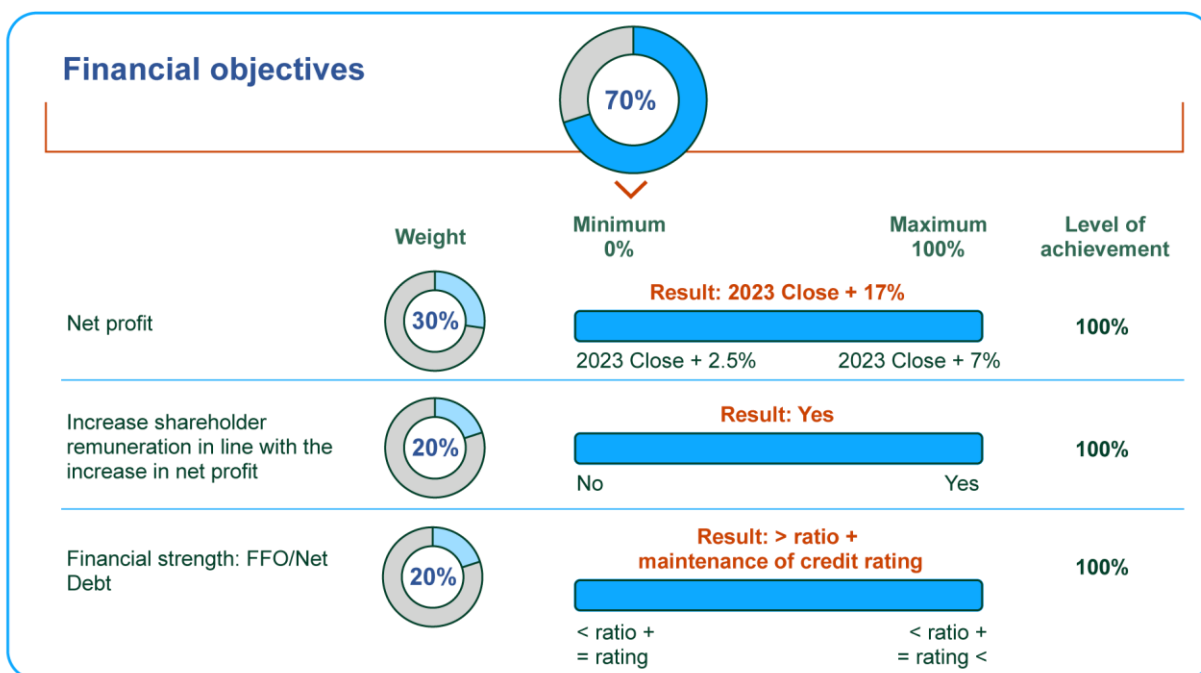 Financial objectives
70%
Weight
Minimum
0%
Maximum
100%
Level of
achievement
Net profit
30%
Result: 2023 Close + 17%
2023 Close + 2.5%
2023 Close + 7%
100%
Increase shareholder
remuneration in line with the
increase in net profit
20%
Result: Yes
No
Yes
100%
Financial strength: FFO/Net
Debt
20%
Result: > ratio +
maintenance of credit rating
< ratio +
= rating
< ratio +
= rating <
100%